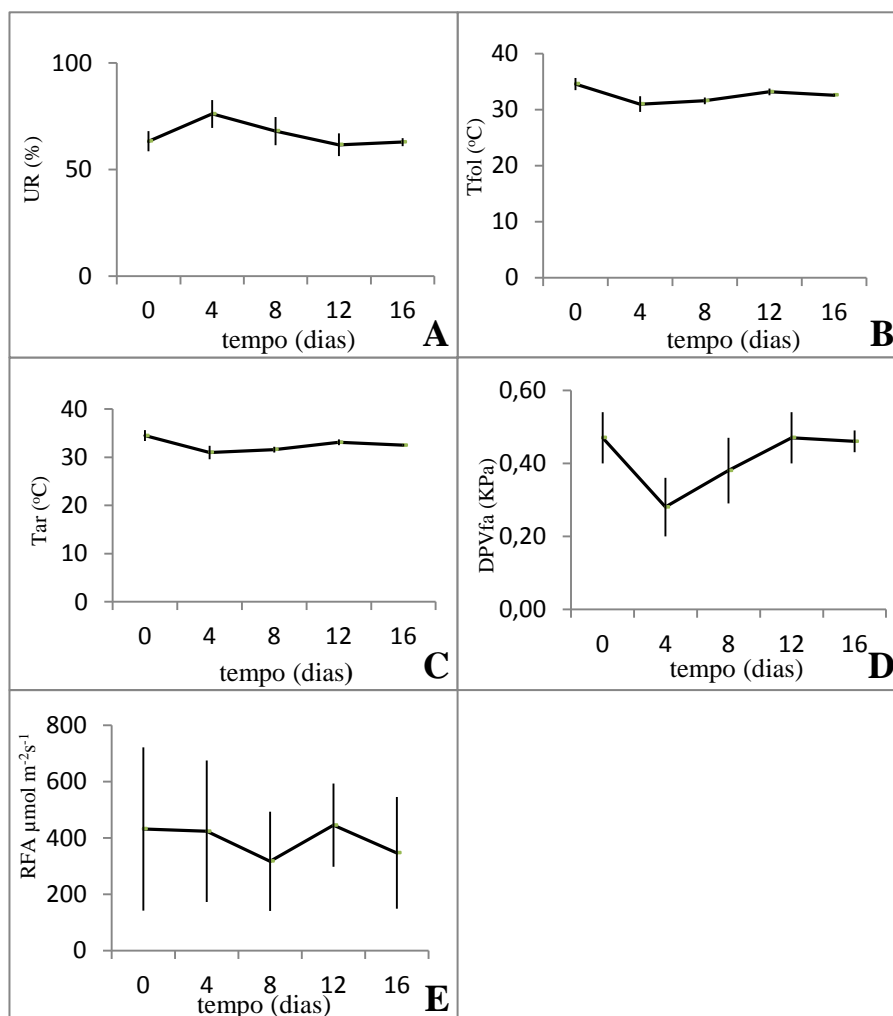 100
50
0
UR (%)
0 4 8 12 16
tempo (dias)
A
40
30
20
10
0
Tfol (ºC)
0 4 8 12 16
tempo (dias)
B
40
30
20
10
0
Tar (ºC)
0 4 8 12 16
tempo (dias)
C
0,60
0,40
0,20
0,00
DPVfa (KPa)
0 4 8 12 16
tempo (dias)
D
800
600
400
200
0
RFA µmol m⁻²s⁻¹
0 4 8 12 16
tempo (dias)
E